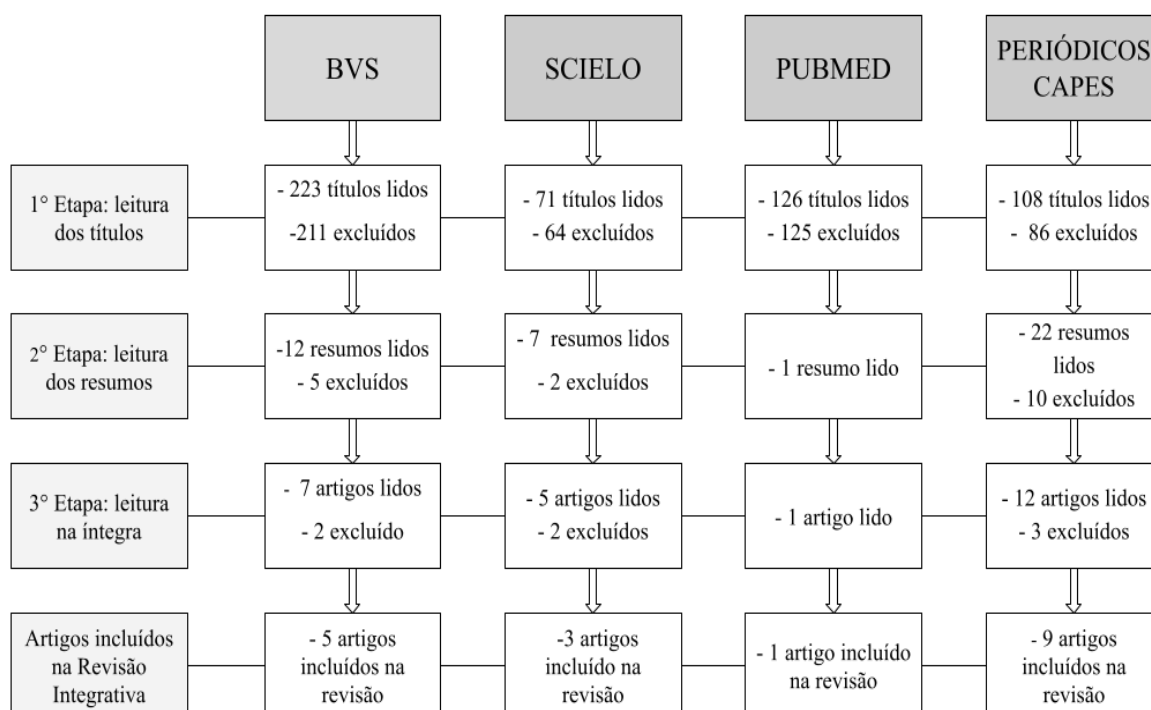 BVS
SCIELO
PUBMED
PERIÓDICOS
CAPES
1° Etapa: leitura
dos títulos
- 223 títulos lidos
-211 excluídos
- 71 títulos lidos
- 64 excluídos
- 126 títulos lidos
- 125 excluídos
- 108 títulos lidos
- 86 excluídos
2° Etapa: leitura
dos resumos
-12 resumos lidos
- 5 excluídos
- 7 resumos lidos
- 2 excluídos
- 1 resumo lido
- 22 resumos
lidos
- 10 excluídos
3° Etapa: leitura
na íntegra
- 7 artigos lidos
- 2 excluído
- 5 artigos lidos
- 2 excluídos
- 1 artigo lido
- 12 artigos lidos
- 3 excluídos
Artigos incluídos
na Revisão
Integrativa
- 5 artigos
incluídos na
revisão
-3 artigos
incluído na
revisão
- 1 artigo incluído
na revisão
- 9 artigos
incluídos na
revisão